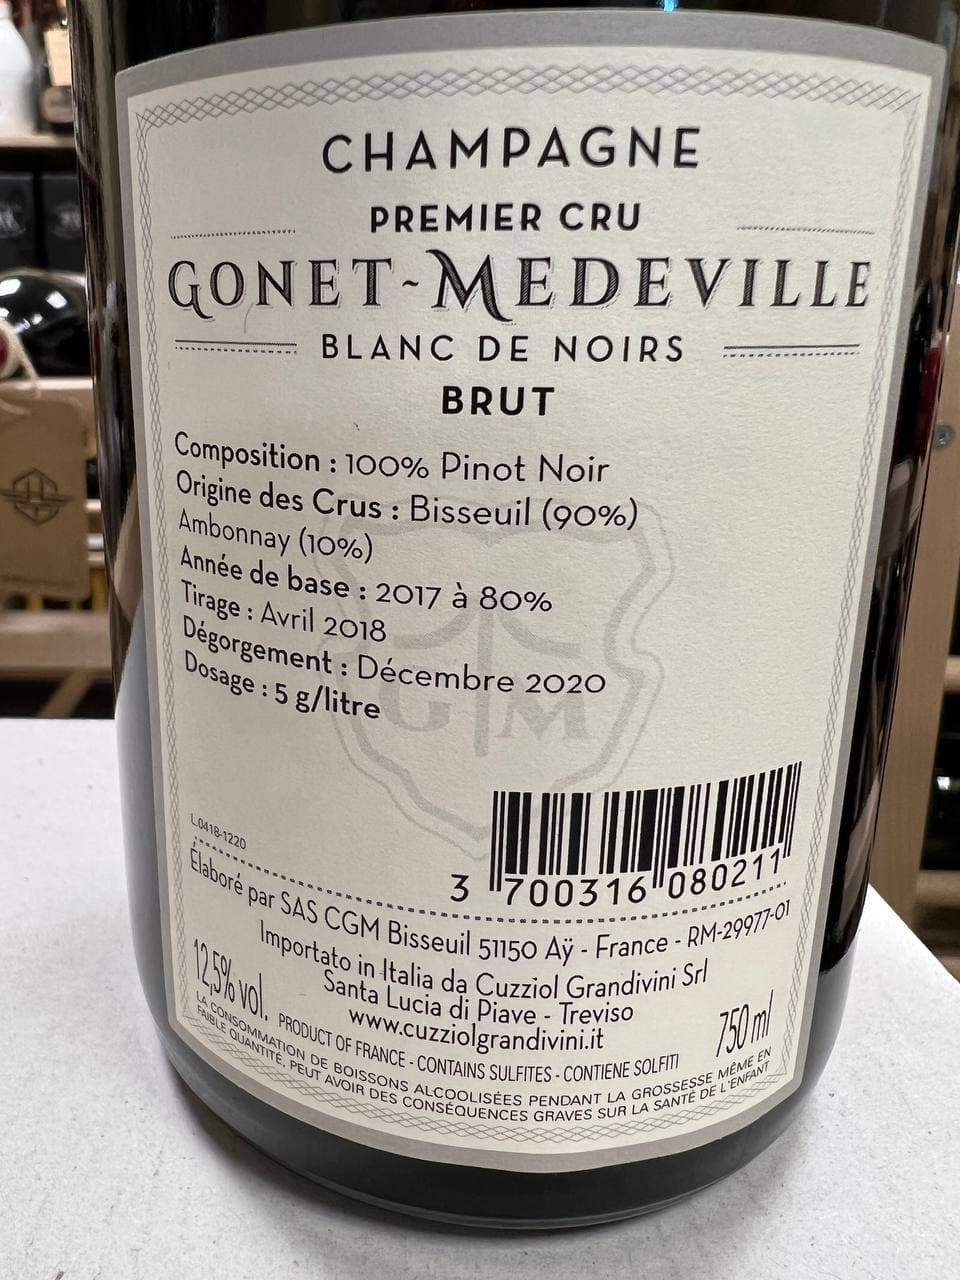 CHAMPAGNE
PREMIER CRU
GONET-MEDEVILLE
BLANC DE NOIRS
BRUT
Composition : 100% Pinot Noir
Origine des Crus : Bisseuil (90%)
Ambonnay (10%)
Année de base : 2017 à 80%
Tirage : Avril 2018
Dégorgement : Décembre 2020
Dosage : 5 g/litre
G M
L.0418-1220
3 700316 080211
Élaboré par SAS CGM Bisseuil 51150 Aÿ - France - RM-29977-01
Importato in Italia da Cuzziol Grandivini Srl
Santa Lucia di Piave - Treviso
www.cuzziolgrandivini.it
12,5% vol.
750 ml
PRODUCT OF FRANCE - CONTAINS SULFITES - CONTIENE SOLFITI
LA CONSOMMATION DE BOISSONS ALCOOLISÉES PENDANT LA GROSSESSE MÊME EN
FAIBLE QUANTITÉ, PEUT AVOIR DES CONSÉQUENCES GRAVES SUR LA SANTÉ DE L'ENFANT